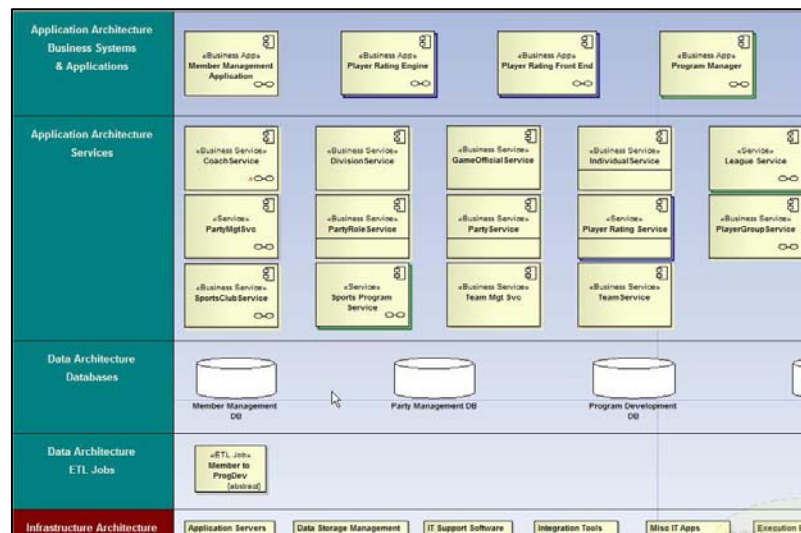 Application Architecture
Business Systems
& Applications
«Business App»
Member Management
Application
«Business App»
Player Rating Engine
«Business App»
Player Rating Front End
«Business App»
Program Manager
Application Architecture
Services
«Business Service»
CoachService
«Business Service»
DivisionService
«Business Service»
GameOfficialService
«Business Service»
IndividualService
«Service»
League Service
«Service»
PartyMgtSvc
«Business Service»
PartyRoleService
«Business Service»
PartyService
«Service»
Player Rating Service
«Business Service»
PlayerGroupService
«Business Service»
SportsClubService
«Service»
Sports Program
Service
«Business Service»
Team Mgt Svc
«Business Service»
TeamService
Data Architecture
Databases
Member Management
DB
Party Management DB
Program Development
DB
Data Architecture
ETL Jobs
«ETL Job»
Member to
ProgDev
{abstract}
Infrastructure Architecture
Application Servers
Data Storage Management
IT Support Software
Integration Tools
Misc IT Apps
Execution